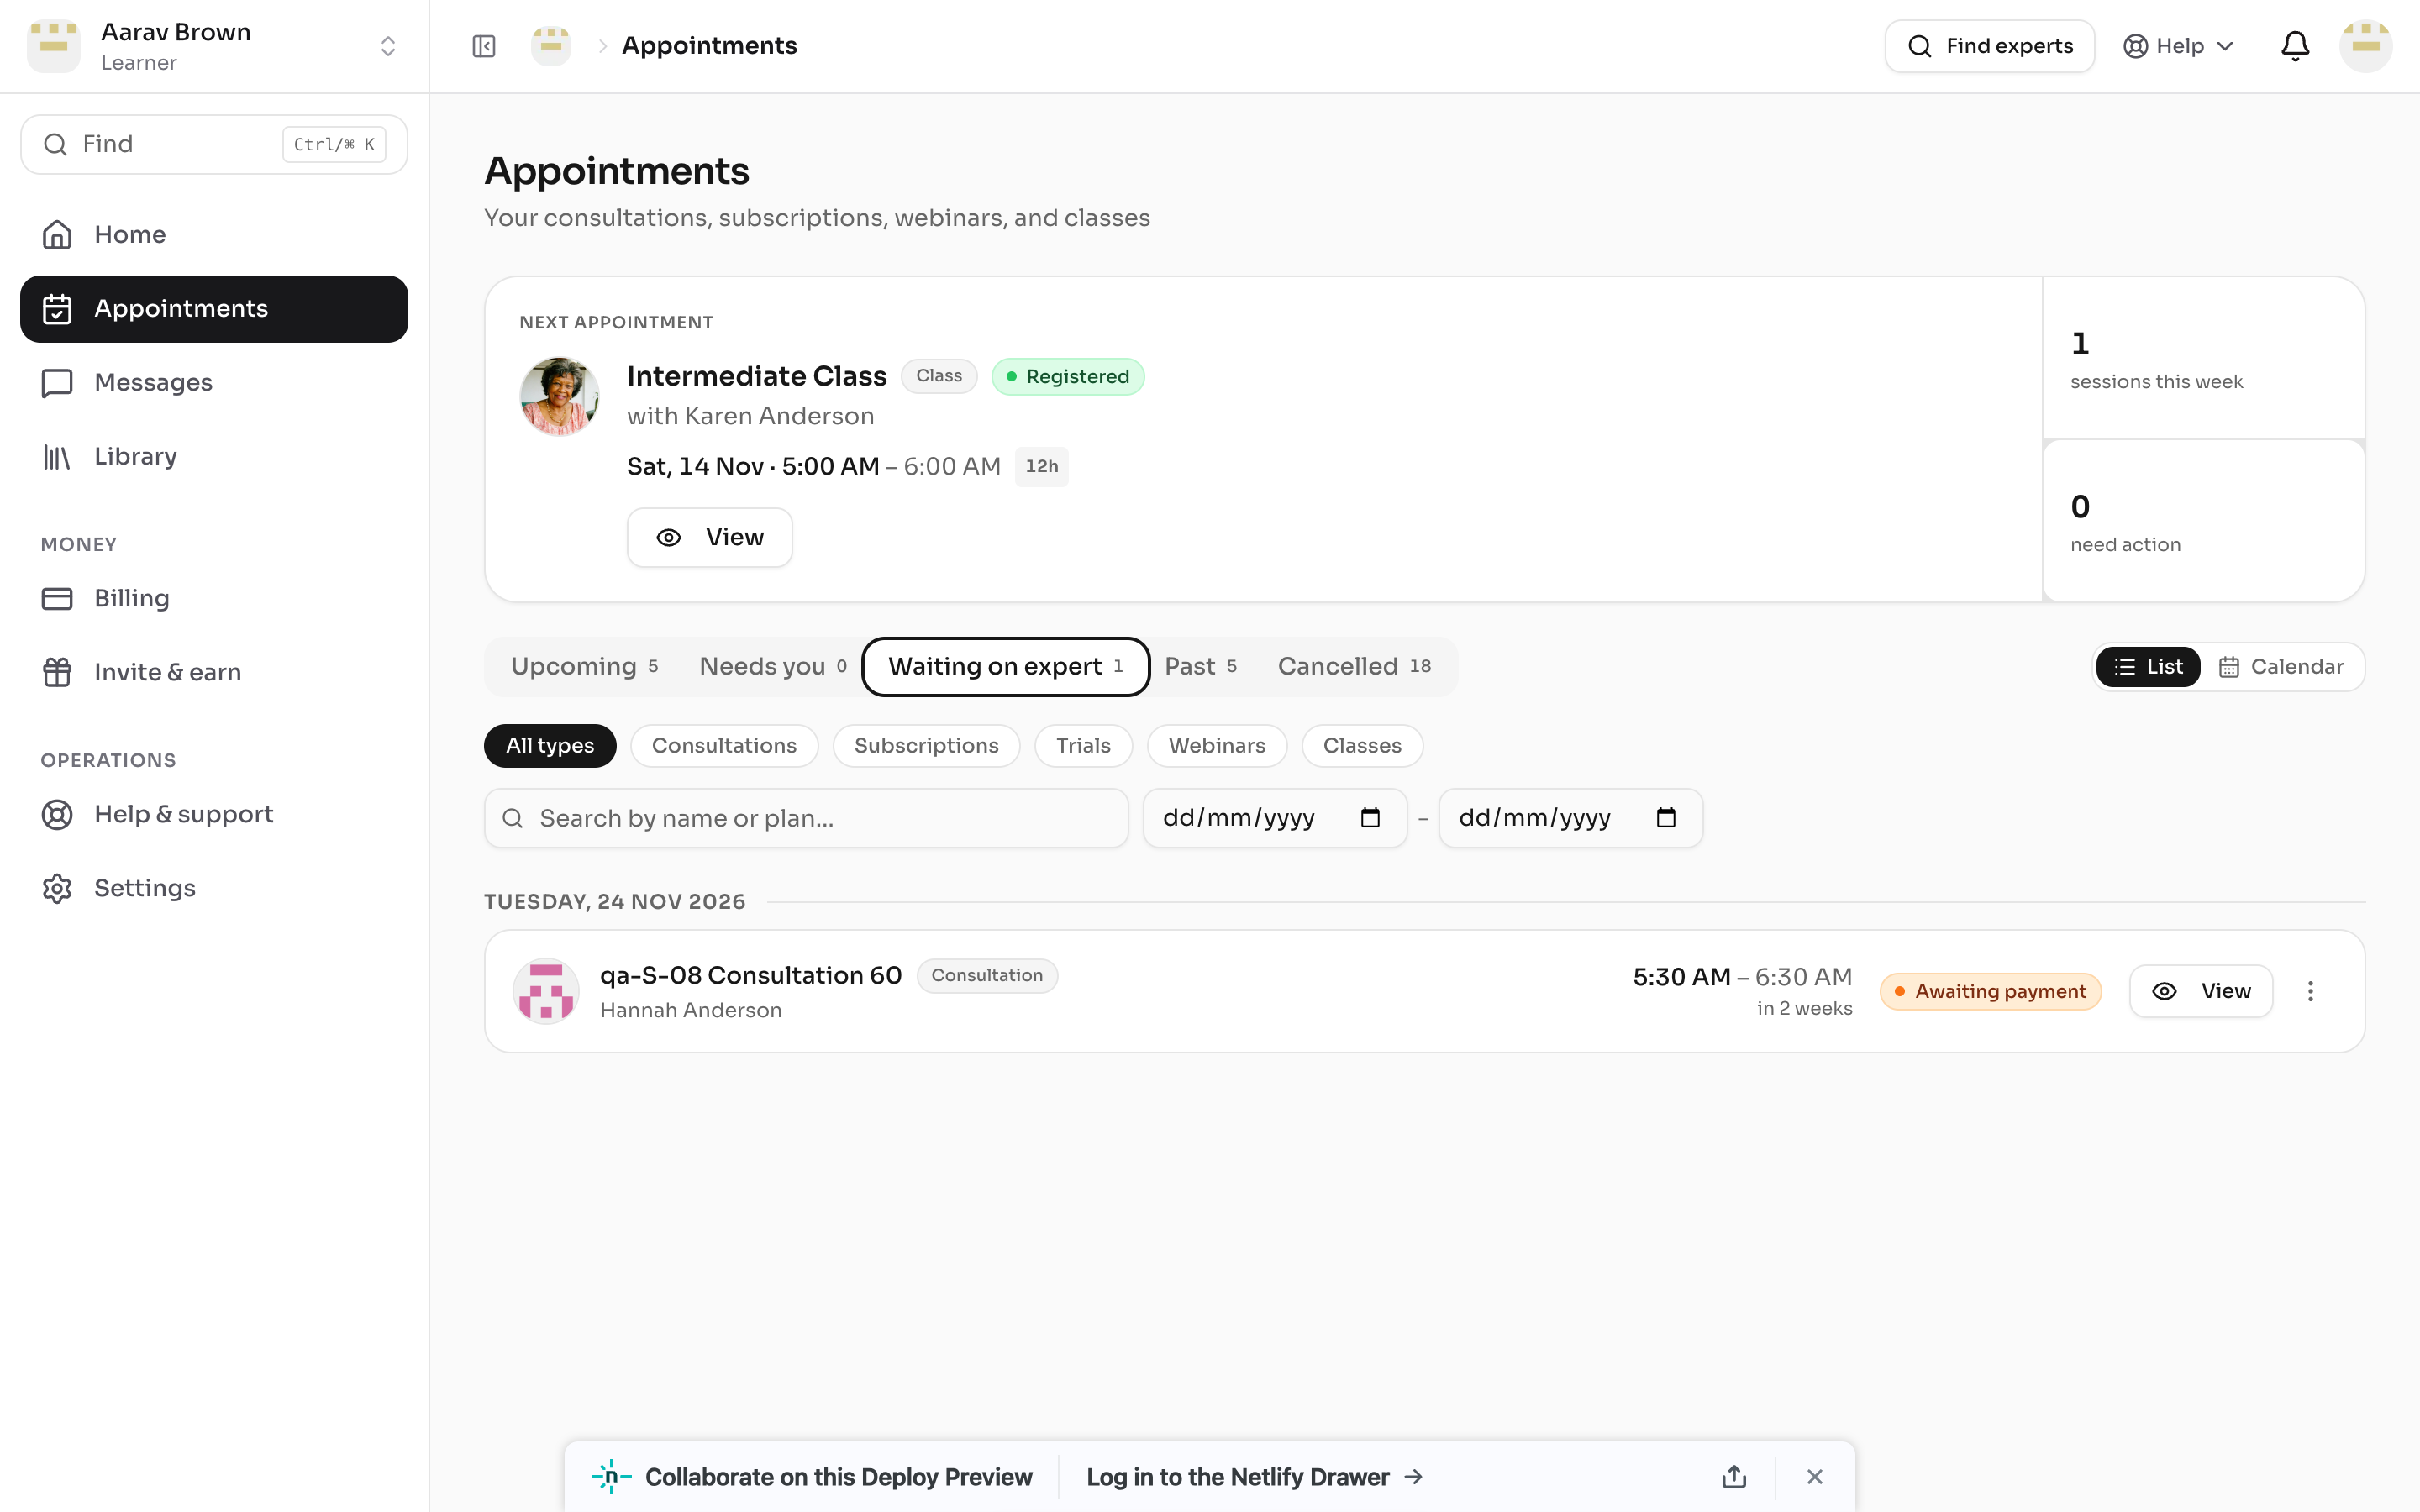 Aarav Brown
Learner
Find
Ctrl/⌘ K
Home
Appointments
Messages
Library
MONEY
Billing
Invite & earn
OPERATIONS
Help & support
Settings
Appointments
Find experts
Help
Appointments
Your consultations, subscriptions, webinars, and classes
NEXT APPOINTMENT
Intermediate Class Class Registered
with Karen Anderson
Sat, 14 Nov · 5:00 AM – 6:00 AM 12h
View
1
sessions this week
0
need action
Upcoming 5 Needs you 0 Waiting on expert 1 Past 5 Cancelled 18
List Calendar
All types Consultations Subscriptions Trials Webinars Classes
Search by name or plan... dd/mm/yyyy – dd/mm/yyyy
TUESDAY, 24 NOV 2026
qa-S-08 Consultation 60 Consultation
Hannah Anderson
5:30 AM – 6:30 AM
in 2 weeks
Awaiting payment
View
Collaborate on this Deploy Preview
Log in to the Netlify Drawer →